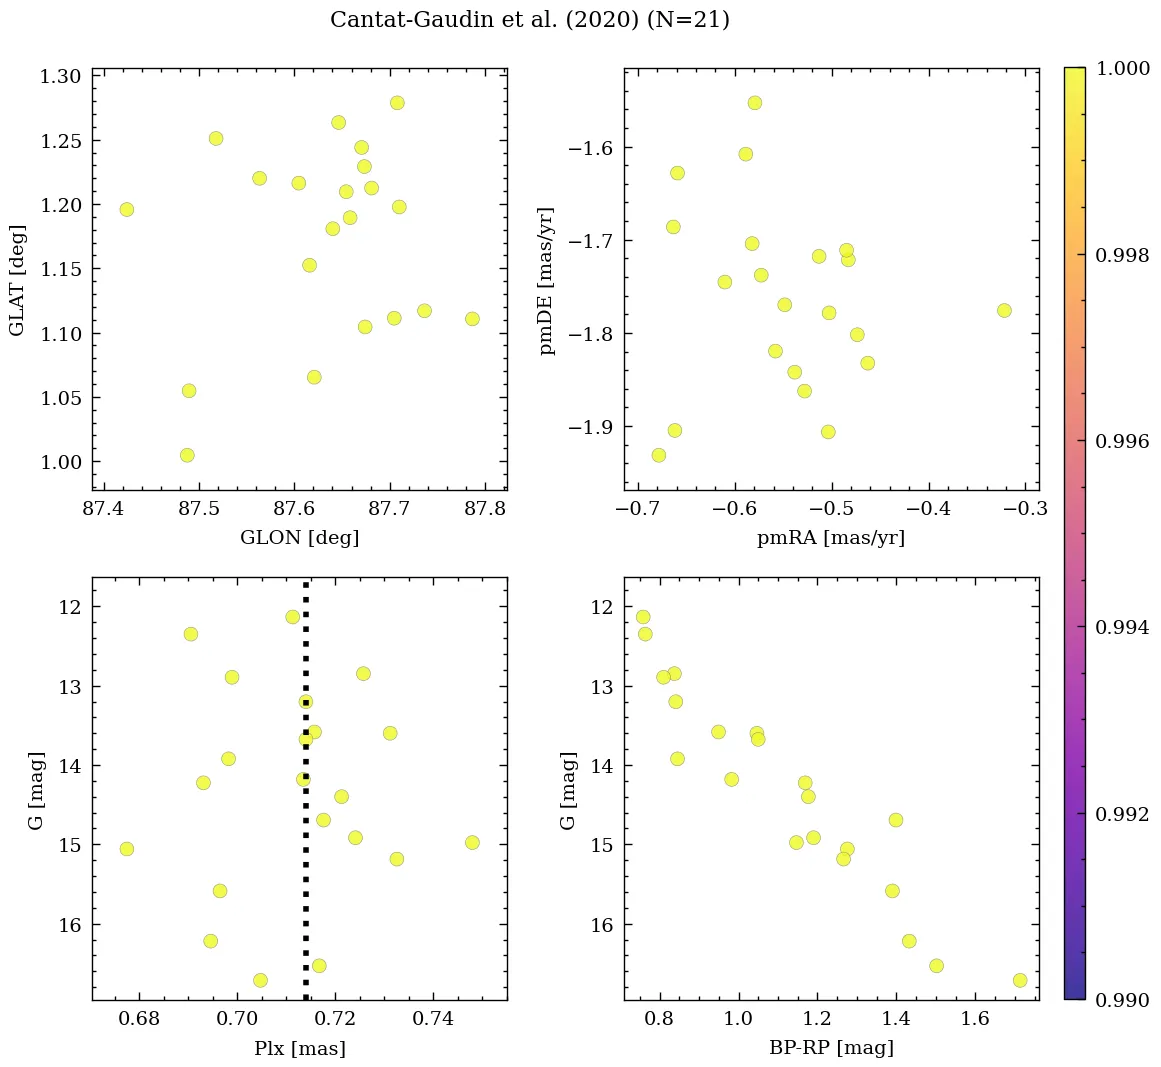 Cantat-Gaudin et al. (2020) (N=21)
1.30
1.25
1.20
1.15
1.10
1.05
1.00
GLAT [deg]
87.4 87.5 87.6 87.7 87.8
GLON [deg]
−1.6
−1.7
−1.8
−1.9
pmDE [mas/yr]
−0.7 −0.6 −0.5 −0.4 −0.3
pmRA [mas/yr]
12
13
14
15
16
G [mag]
0.68 0.70 0.72 0.74
Plx [mas]
12
13
14
15
16
G [mag]
0.8 1.0 1.2 1.4 1.6
BP-RP [mag]
1.000
0.998
0.996
0.994
0.992
0.990